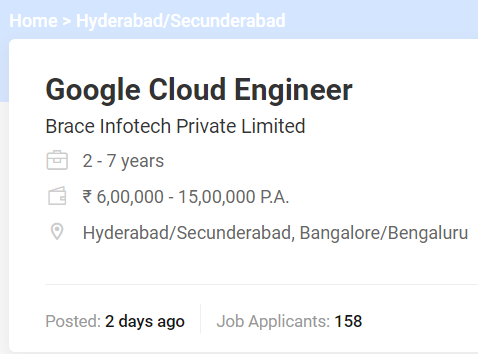 Home > Hyderabad/Secunderabad
Google Cloud Engineer
Brace Infotech Private Limited
2 - 7 years
₹ 6,00,000 - 15,00,000 P.A.
Hyderabad/Secunderabad, Bangalore/Bengaluru
Posted: 2 days ago Job Applicants: 158